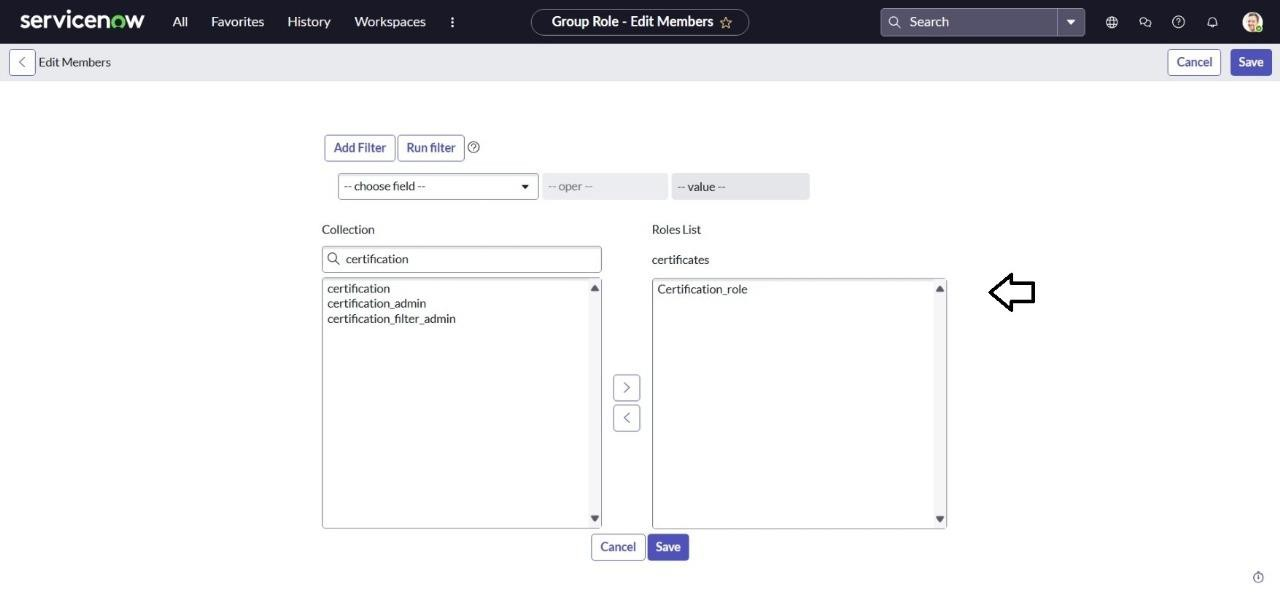 servicenow All Favorites History Workspaces Group Role - Edit Members Search
Edit Members Cancel Save
Add Filter Run filter
-- choose field -- -- oper -- -- value --
Collection Roles List
certification certificates
certification Certification_role
certification_admin
certification_filter_admin
Cancel Save